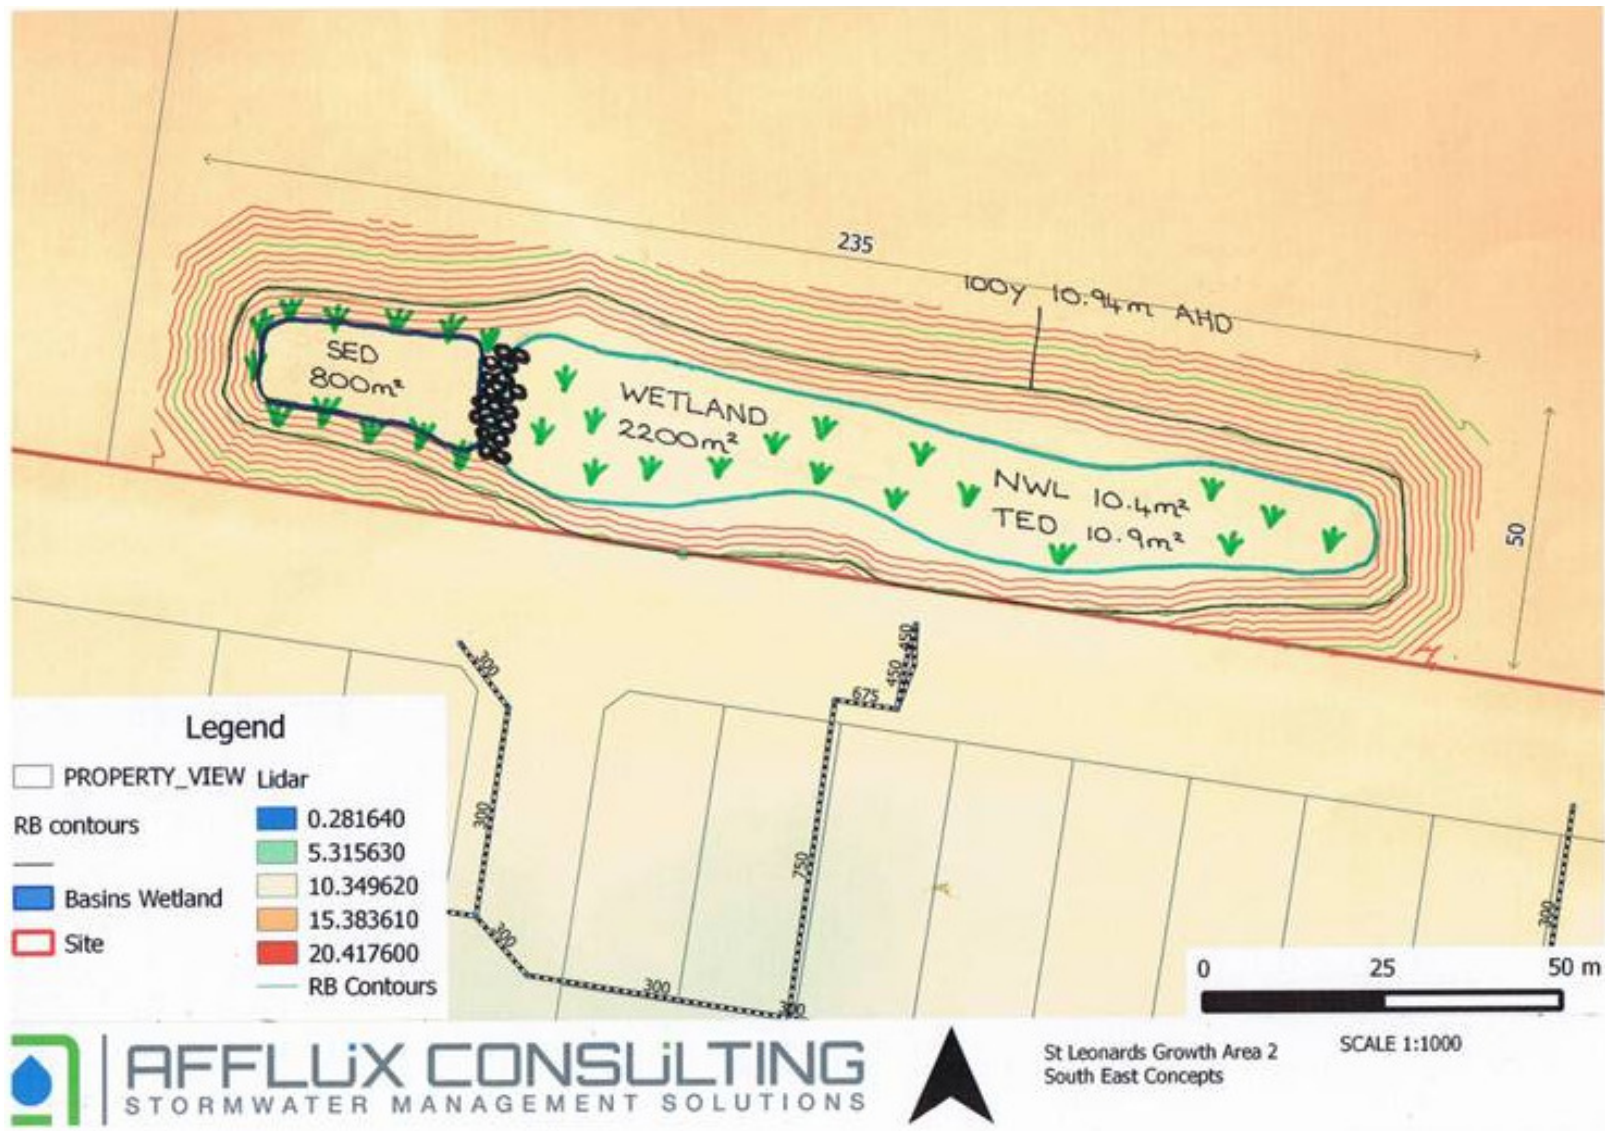 235
100y 10.94m AHD
SED
800m²
WETLAND
2200m²
NWL 10.4m²
TED 10.9m²
50
300
450
450
675
300
750
300
300
300
300
Legend
PROPERTY_VIEW
RB contours
Basins Wetland
Site
Lidar
0.281640
5.315630
10.349620
15.383610
20.417600
RB Contours
0 25 50 m
SCALE 1:1000
AFFLUX CONSULTING
STORMWATER MANAGEMENT SOLUTIONS
St Leonards Growth Area 2
South East Concepts